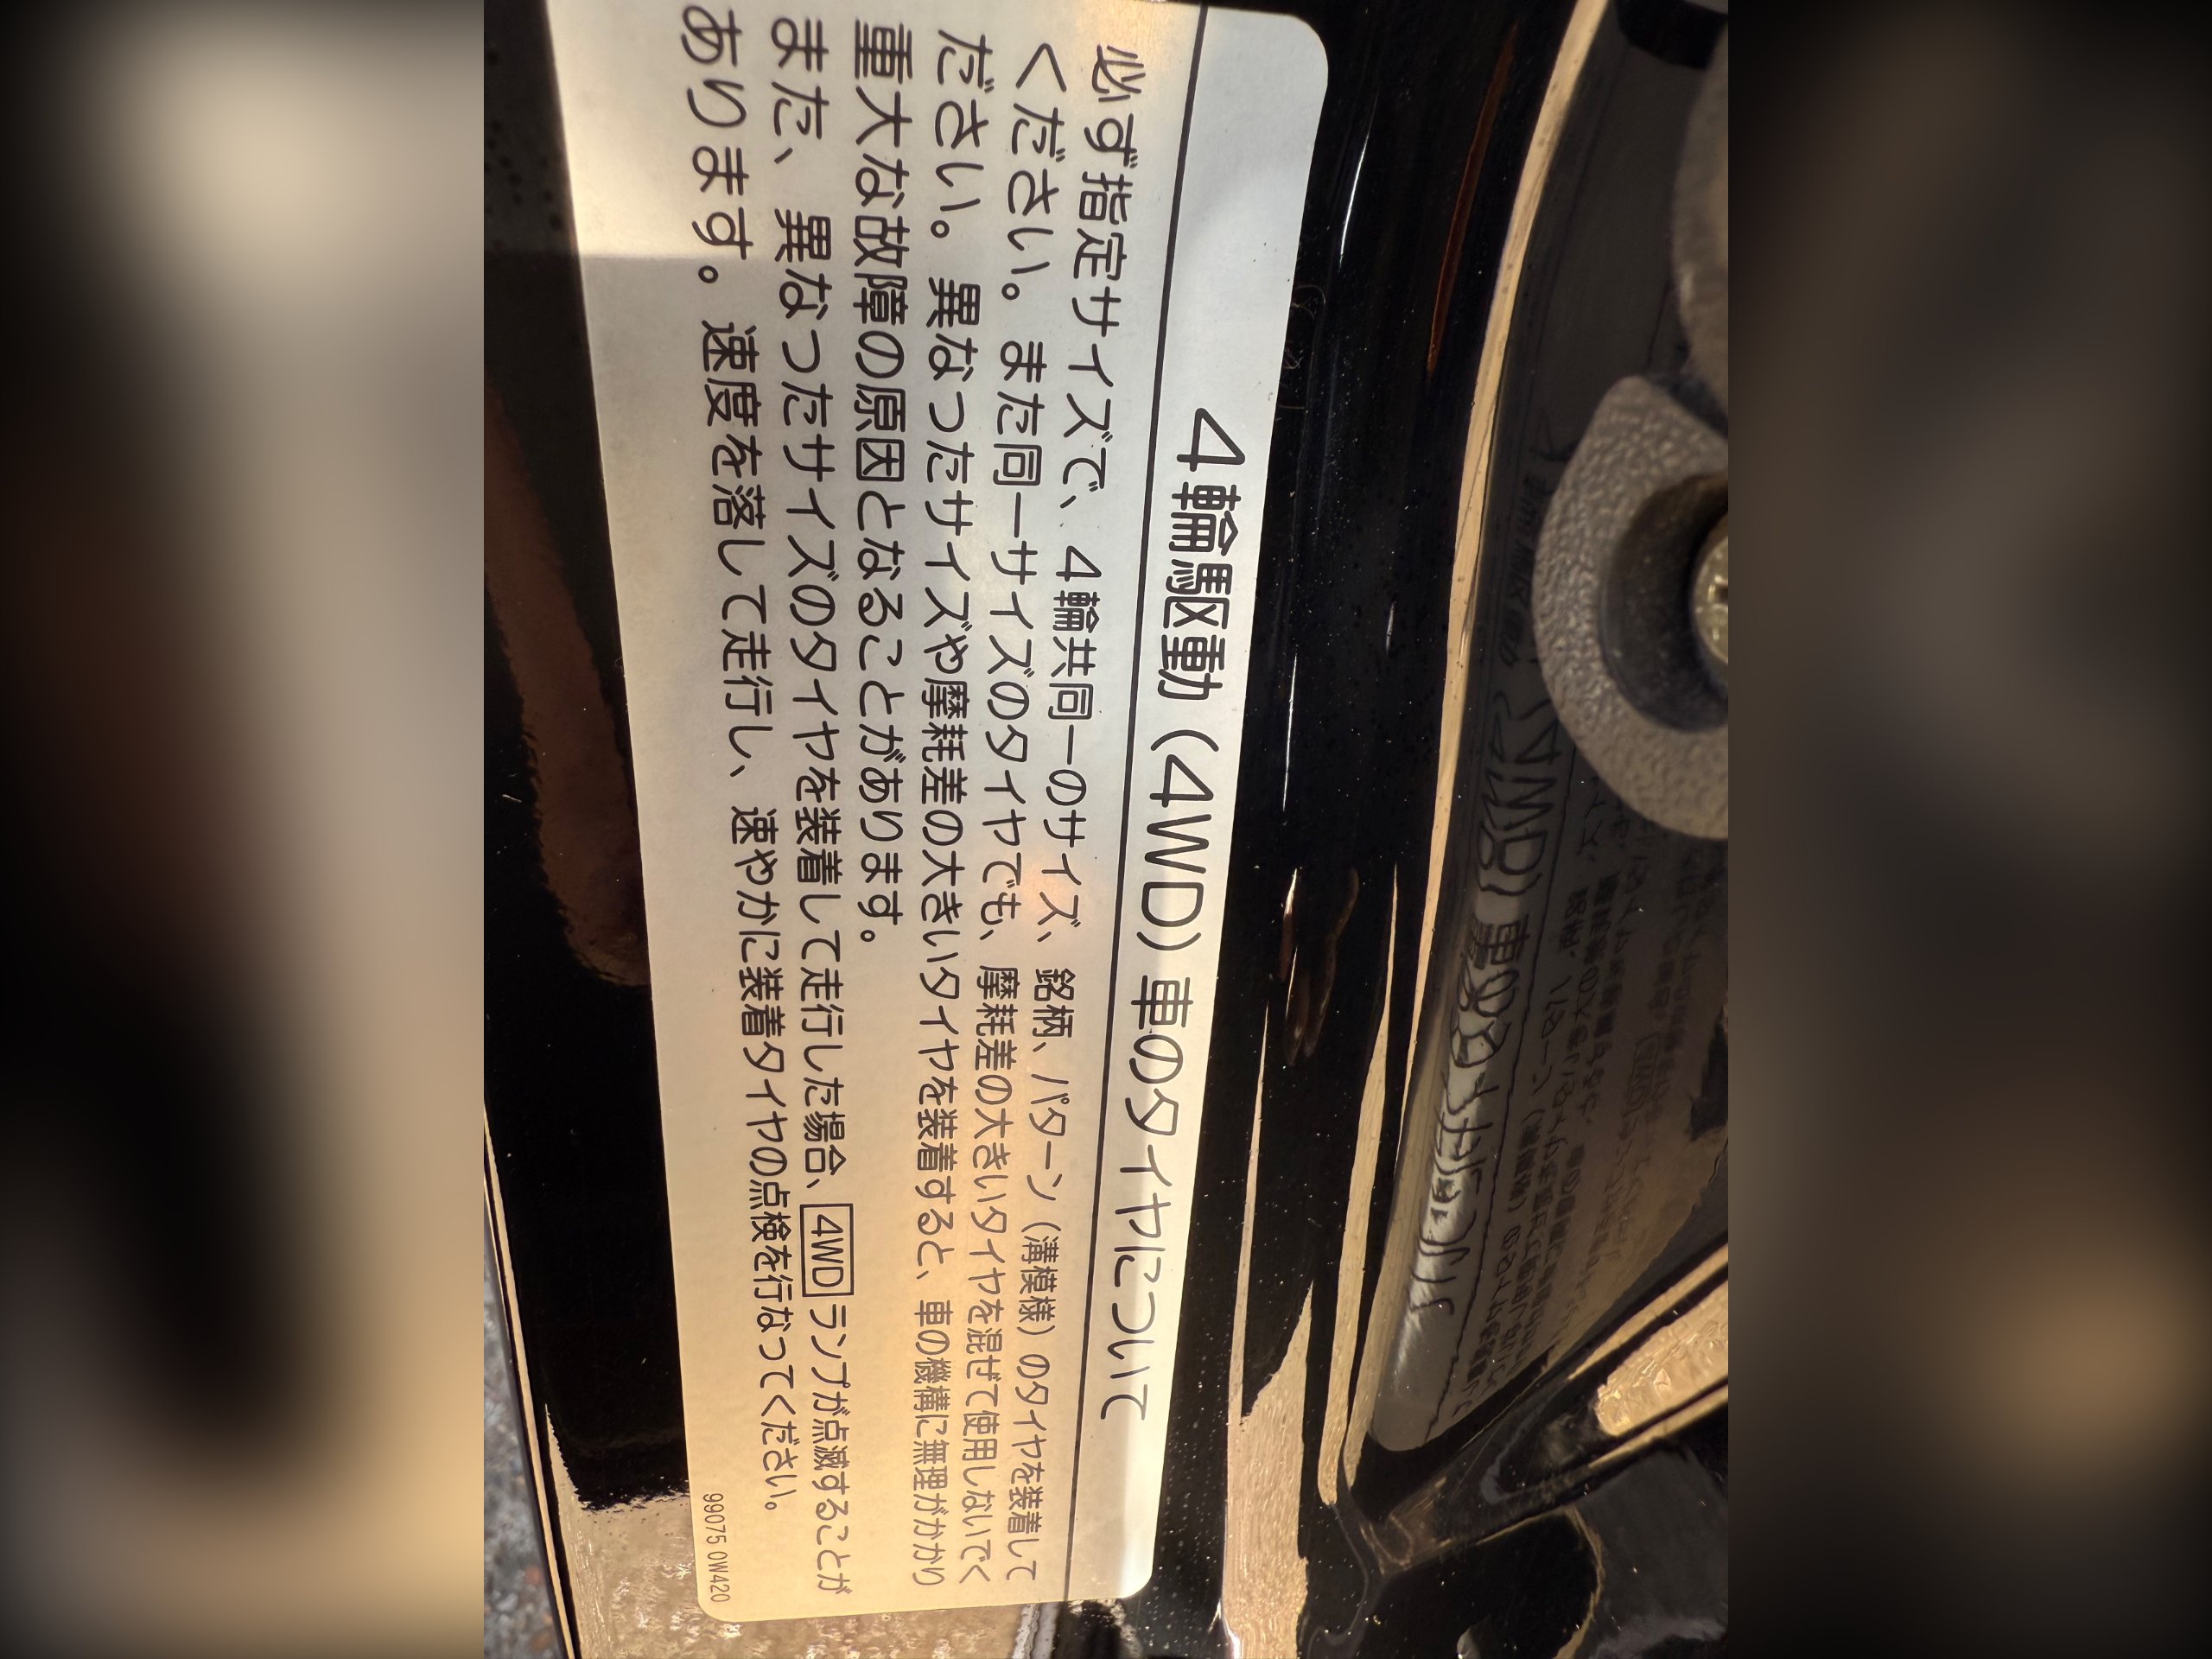 4輪駆動(4WD)車のタイヤについて
必ず指定サイズで、4輪共同一のサイズ、銘柄、パターン(溝模様)のタイヤを装着して
ください。また同一サイズのタイヤでも、摩耗差の大きいタイヤを混ぜて使用しないでく
ださい。異なったサイズや摩耗差の大きいタイヤを装着すると、車の機構に無理がかかり
重大な故障の原因となることがあります。
また、異なったサイズのタイヤを装着して走行した場合、4WDランプが点滅することが
あります。速度を落して走行し、速やかに装着タイヤの点検を行なってください。
99075 0W420